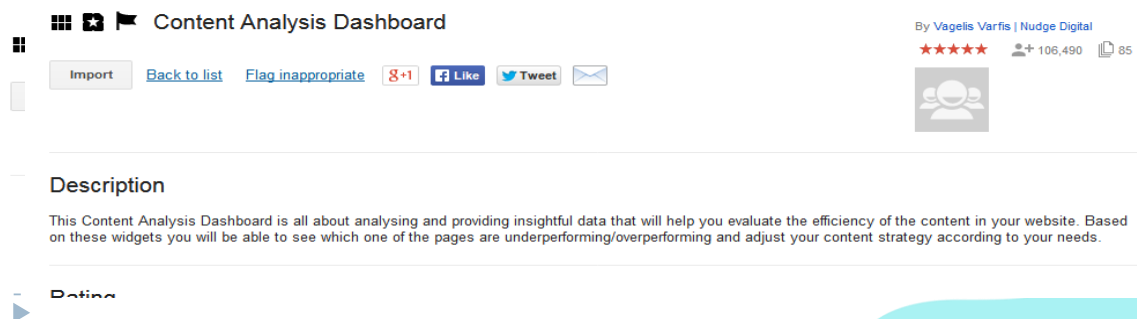 Content Analysis Dashboard
By Vagelis Varfis | Nudge Digital
106,490 85
Import Back to list Flag inappropriate g+1 Like Tweet
Description
This Content Analysis Dashboard is all about analysing and providing insightful data that will help you evaluate the efficiency of the content in your website. Based
on these widgets you will be able to see which one of the pages are underperforming/overperforming and adjust your content strategy according to your needs.
Rating